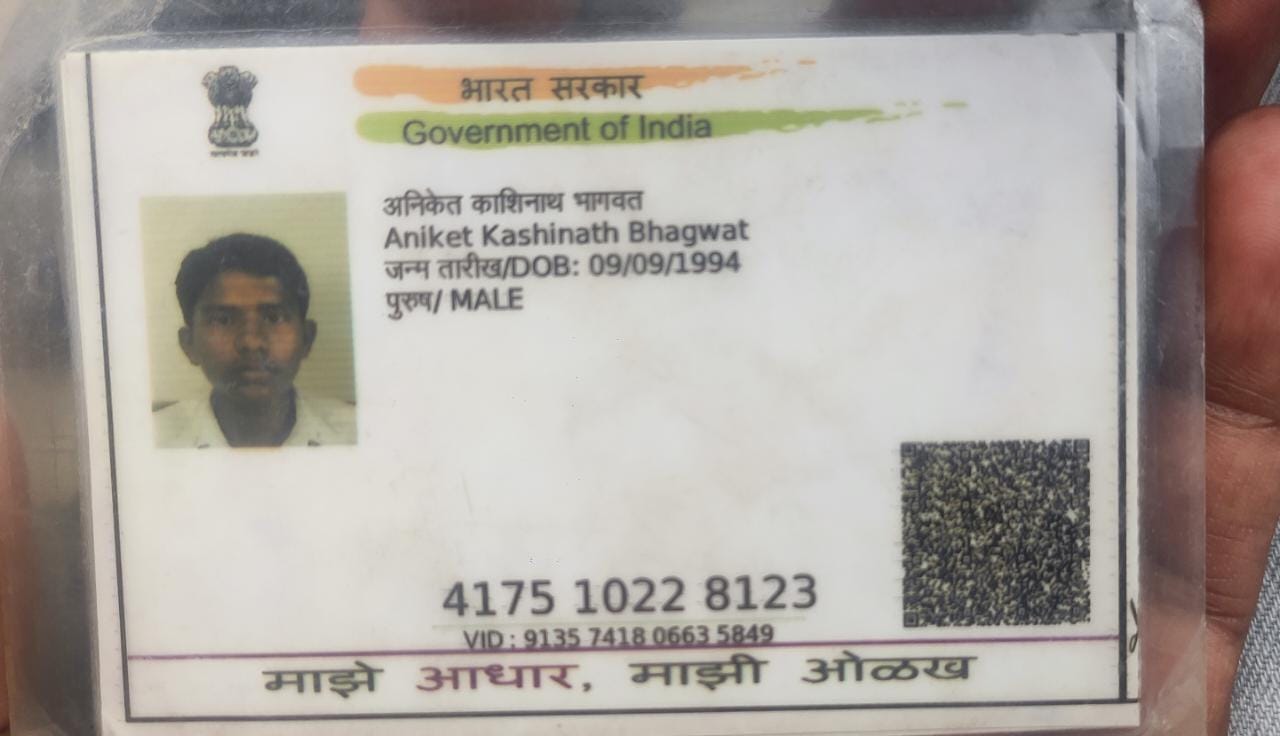 भारत सरकार
Government of India
अनिकेत काशिनाथ भागवत
Aniket Kashinath Bhagwat
जन्म तारीख/DOB: 09/09/1994
पुरुष/ MALE
4175 1022 8123
VID : 9135 7418 0663 5849
माझे आधार, माझी ओळख